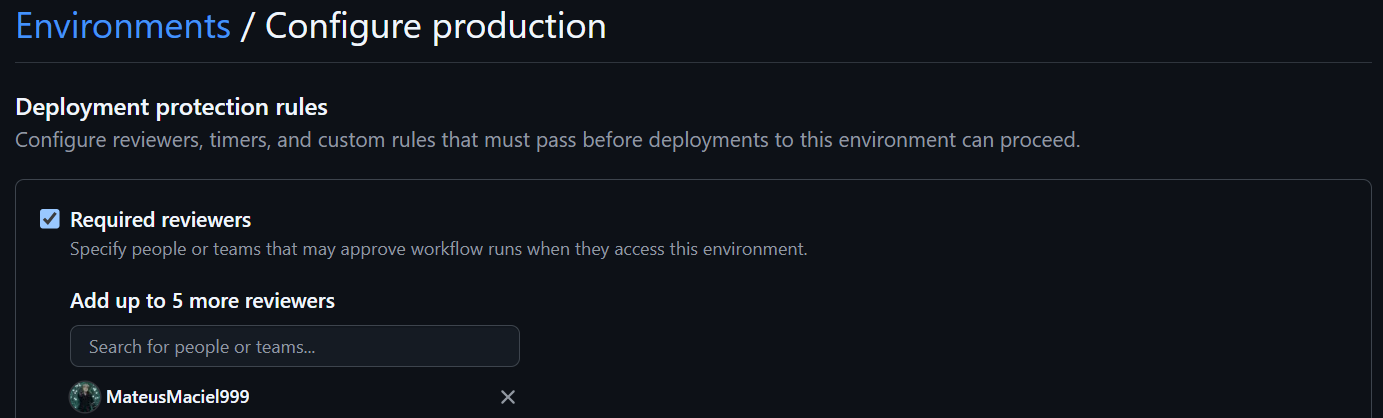 Environments / Configure production
Deployment protection rules
Configure reviewers, timers, and custom rules that must pass before deployments to this environment can proceed.
Required reviewers
Specify people or teams that may approve workflow runs when they access this environment.
Add up to 5 more reviewers
Search for people or teams...
MateusMaciel999